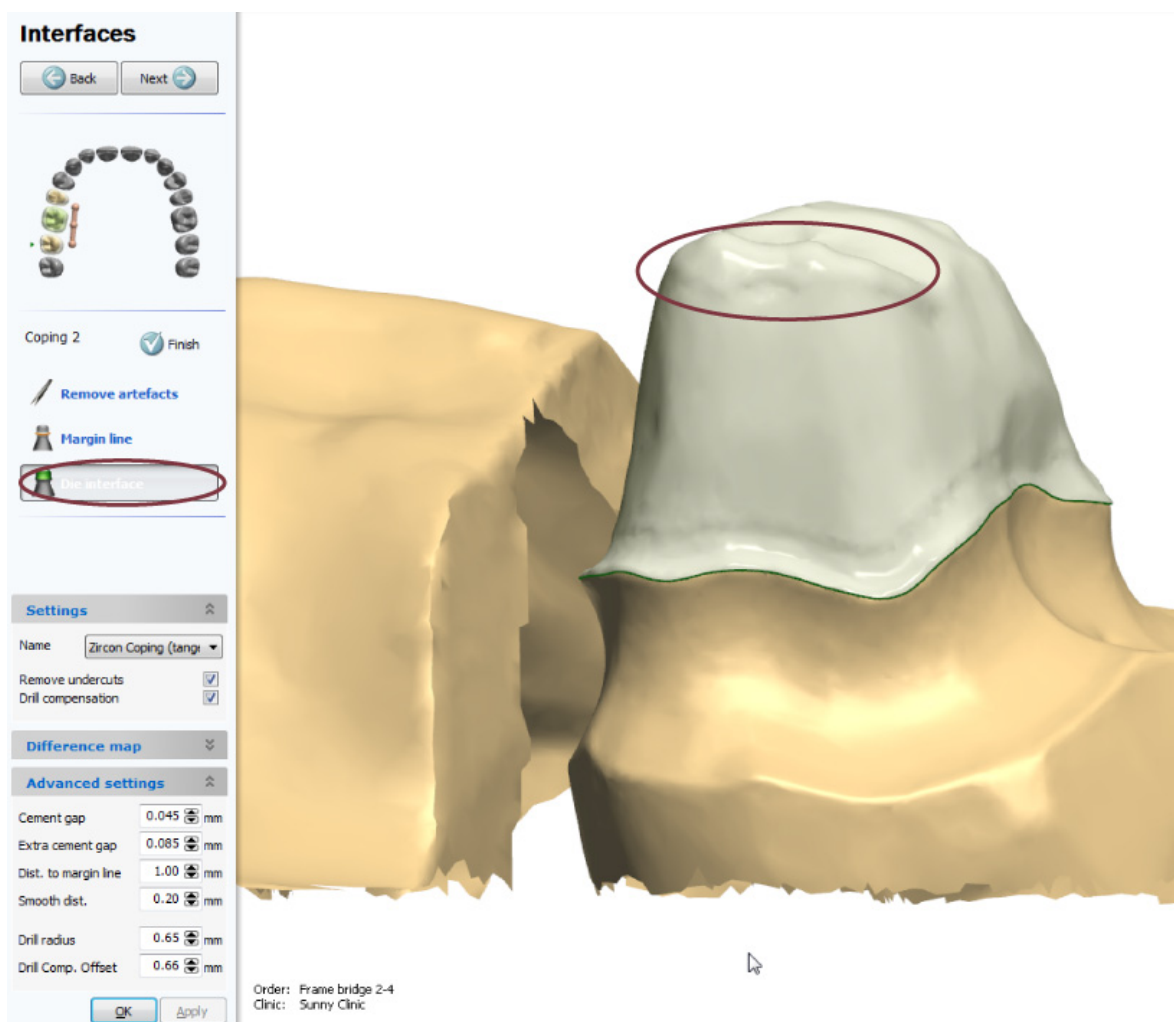 Interfaces
Back Next
Coping 2 Finish
Remove artefacts
Margin line
Die interface
Settings
Name Zircon Coping (tang
Remove undercuts
Drill compensation
Difference map
Advanced settings
Cement gap 0.045 mm
Extra cement gap 0.085 mm
Dist. to margin line 1.00 mm
Smooth dist. 0.20 mm
Drill radius 0.65 mm
Drill Comp. Offset 0.66 mm
Order: Frame bridge 2-4
Clinic: Sunny Clinic
OK Apply